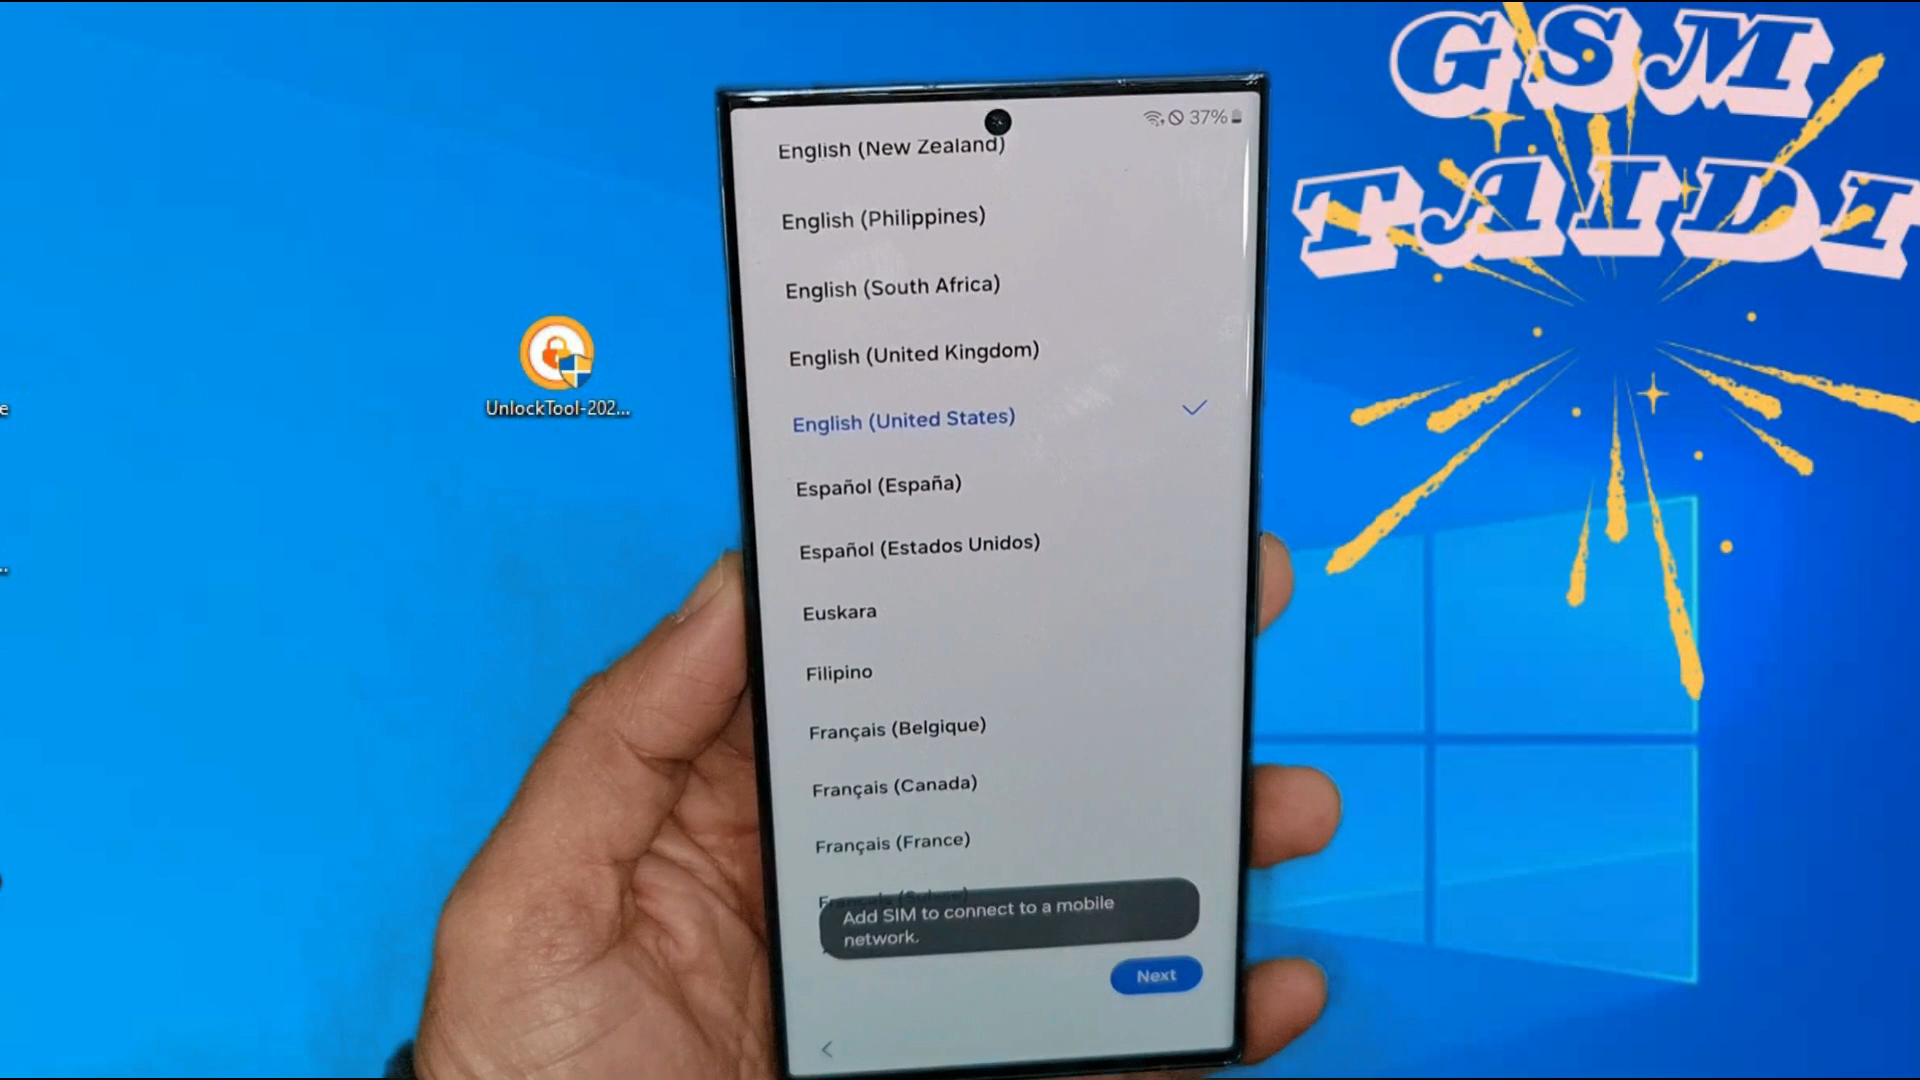 GSM
TAIDI
37%
English (New Zealand)
English (Philippines)
English (South Africa)
English (United Kingdom)
English (United States)
Español (España)
Español (Estados Unidos)
Euskara
Filipino
Français (Belgique)
Français (Canada)
Français (France)
Français (Suisse)
Add SIM to connect to a mobile
network.
Next
UnlockTool-202...
e
...